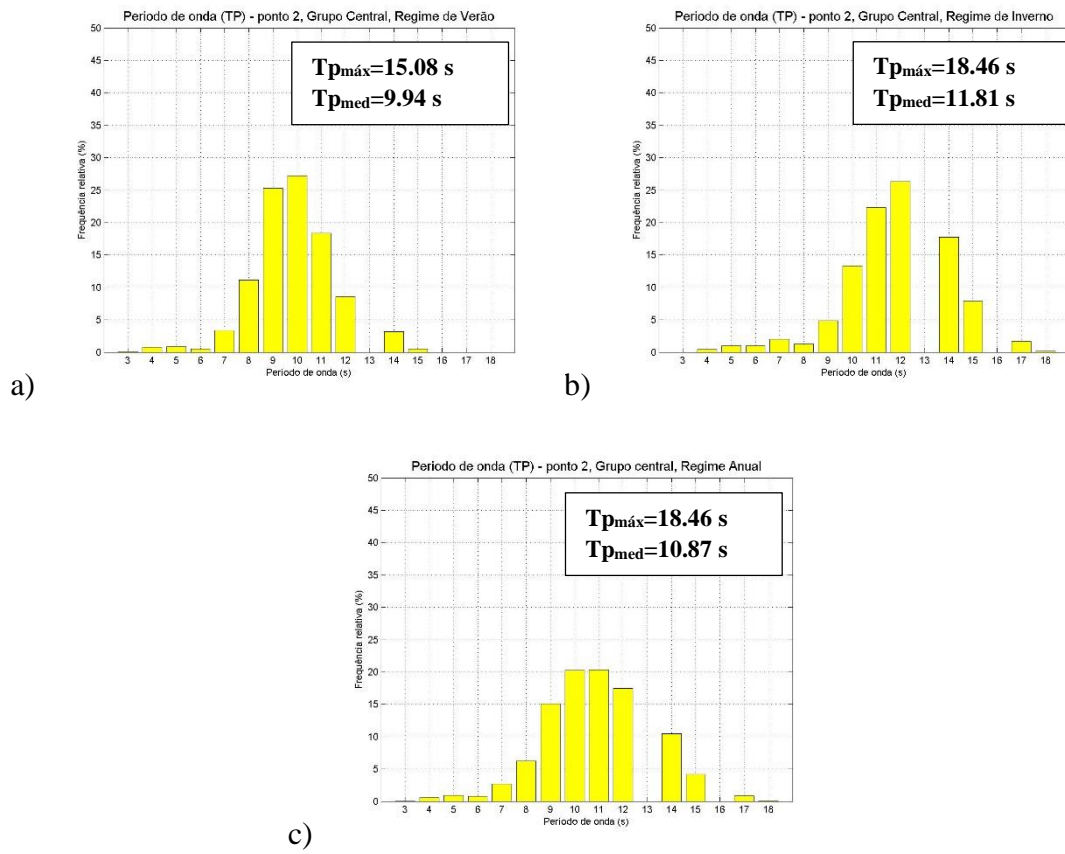 Periodo de onda (TP) - ponto 2, Grupo Central, Regime de Verão
50
45
40
35
30
25
20
15
10
5
0
Frequência relativa (%)
Tpmáx=15.08 s
Tpmed=9.94 s
3 4 5 6 7 8 9 10 11 12 13 14 15 16 17 18
Periodo de onda (s)
a)
Periodo de onda (TP) - ponto 2, Grupo Central, Regime de Inverno
50
45
40
35
30
25
20
15
10
5
0
Frequência relativa (%)
Tpmáx=18.46 s
Tpmed=11.81 s
3 4 5 6 7 8 9 10 11 12 13 14 15 16 17 18
Periodo de onda (s)
b)
Periodo de onda (TP) - ponto 2, Grupo central, Regime Anual
50
45
40
35
30
25
20
15
10
5
0
Frequência relativa (%)
Tpmáx=18.46 s
Tpmed=10.87 s
3 4 5 6 7 8 9 10 11 12 13 14 15 16 17 18
Periodo de onda (s)
c)